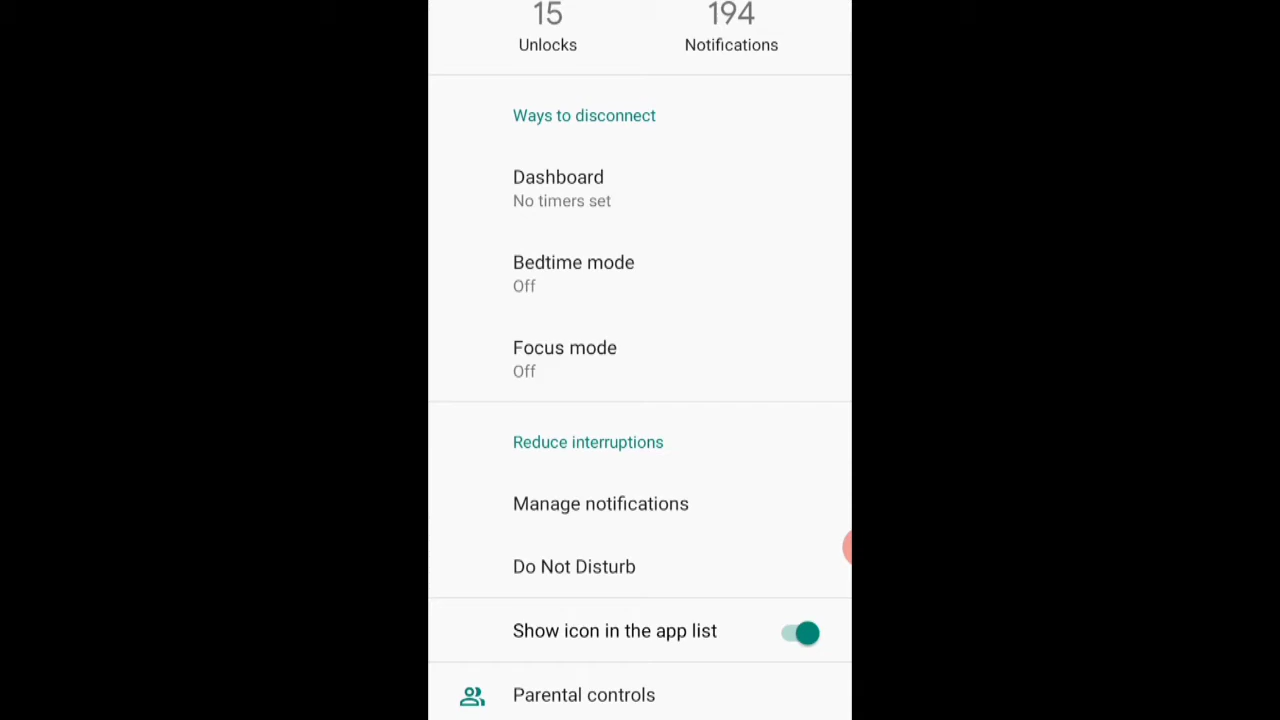 15 194
Unlocks Notifications
Ways to disconnect
Dashboard
No timers set
Bedtime mode
Off
Focus mode
Off
Reduce interruptions
Manage notifications
Do Not Disturb
Show icon in the app list
Parental controls